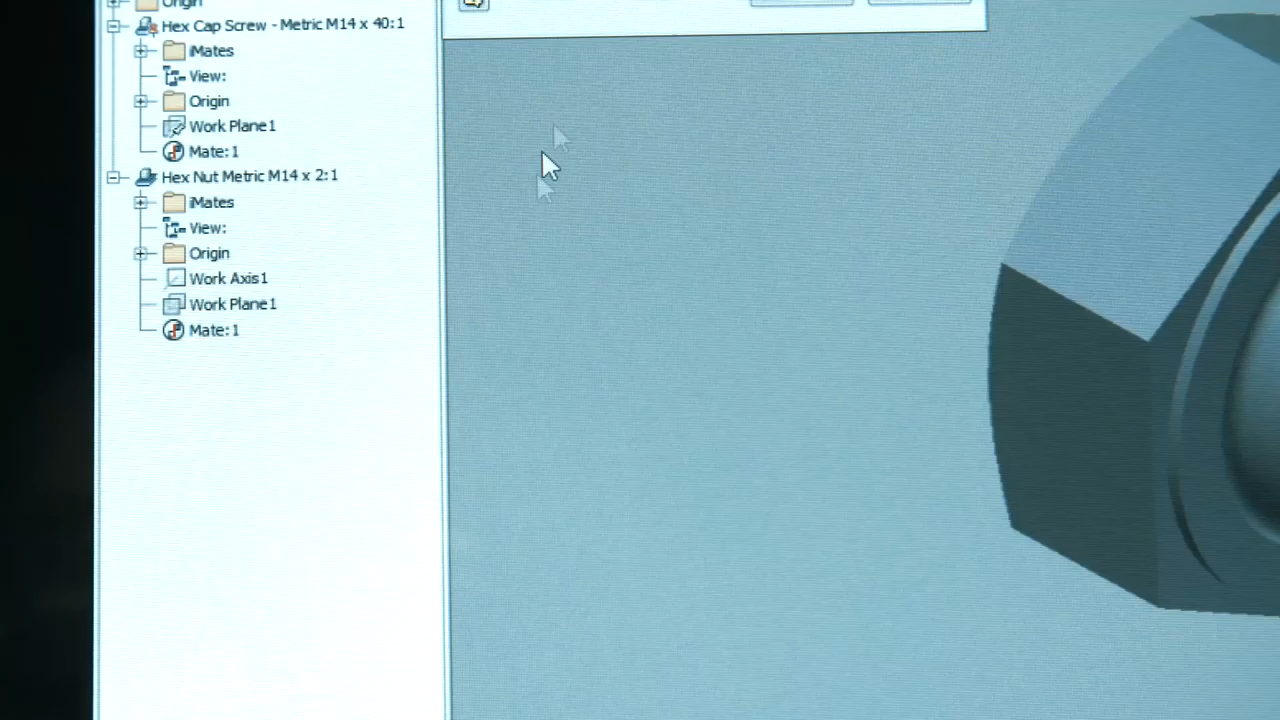 Origin
Hex Cap Screw - Metric M14 x 40:1
iMates
View:
Origin
Work Plane1
Mate:1
Hex Nut Metric M14 x 2:1
iMates
View:
Origin
Work Axis1
Work Plane1
Mate:1